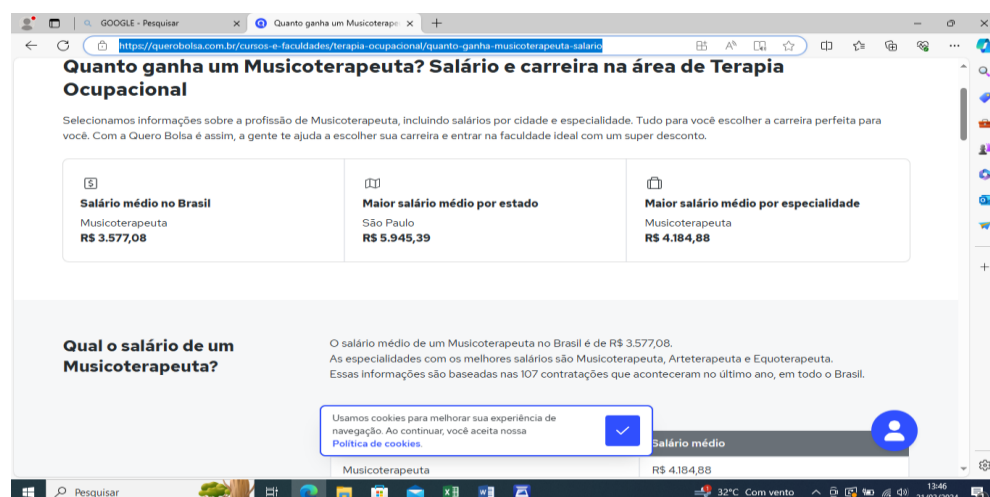 GOOGLE - Pesquisar
Quanto ganha um Musicoterape
https://querobolsa.com.br/cursos-e-faculdades/terapia-ocupacional/quanto-ganha-musicoterapeuta-salario
Quanto ganha um Musicoterapeuta? Salário e carreira na área de Terapia
Ocupacional
Selecionamos informações sobre a profissão de Musicoterapeuta, incluindo salários por cidade e especialidade. Tudo para você escolher a carreira perfeita para
você. Com a Quero Bolsa é assim, a gente te ajuda a escolher sua carreira e entrar na faculdade ideal com um super desconto.
Salário médio no Brasil
Musicoterapeuta
R$ 3.577,08
Maior salário médio por estado
São Paulo
R$ 5.945,39
Maior salário médio por especialidade
Musicoterapeuta
R$ 4.184,88
Qual o salário de um
Musicoterapeuta?
O salário médio de um Musicoterapeuta no Brasil é de R$ 3.577,08.
As especialidades com os melhores salários são Musicoterapeuta, Arteterapeuta e Equoterapeuta.
Essas informações são baseadas nas 107 contratações que aconteceram no último ano, em todo o Brasil.
Usamos cookies para melhorar sua experiência de
navegação. Ao continuar, você aceita nossa
Política de cookies.
Salário médio
Musicoterapeuta
R$ 4.184,88
Pesquisar
32°C Com vento
13:46